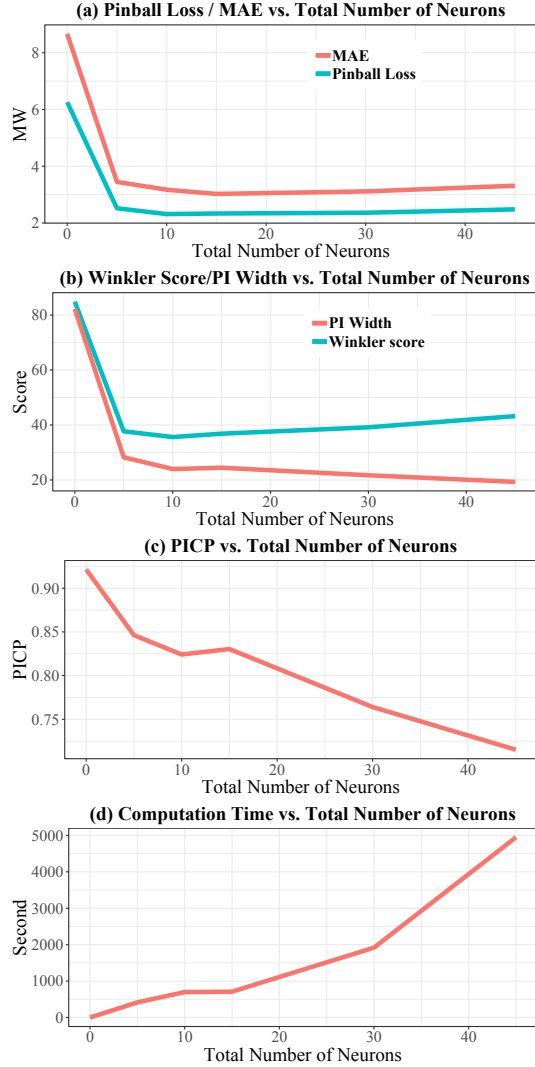 (a) Pinball Loss / MAE vs. Total Number of Neurons
MW
8
6
4
2
MAE
Pinball Loss
0 10 20 30 40
Total Number of Neurons
(b) Winkler Score/PI Width vs. Total Number of Neurons
Score
80
60
40
20
PI Width
Winkler score
0 10 20 30 40
Total Number of Neurons
(c) PICP vs. Total Number of Neurons
PICP
0.90
0.85
0.80
0.75
0 10 20 30 40
Total Number of Neurons
(d) Computation Time vs. Total Number of Neurons
Second
5000
4000
3000
2000
1000
0
0 10 20 30 40
Total Number of Neurons